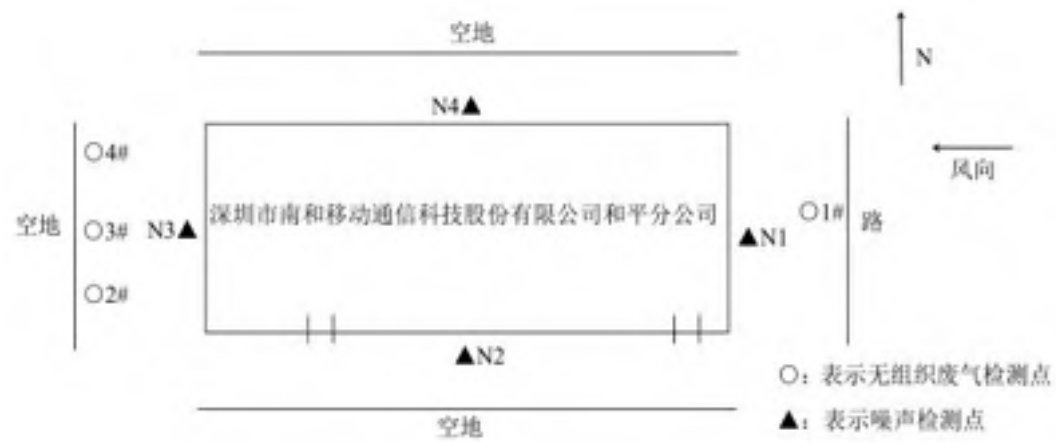 空地
N
N4▲
○4#
风向
深圳市南和移动通信科技股份有限公司和平分公司
○1#
空地
○3#
N3▲
路
▲N1
○2#
▲N2
○：表示无组织废气检测点
▲：表示噪声检测点
空地